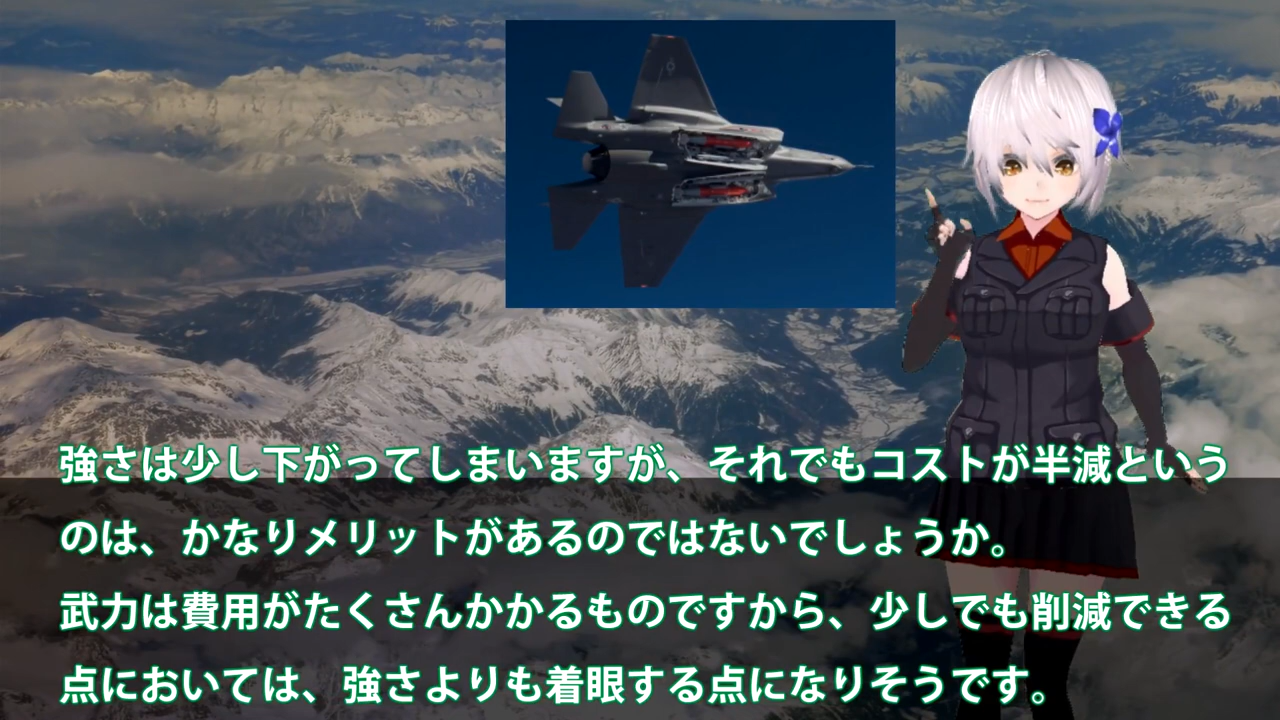 強さは少し下がってしまいますが、それでもコストが半減という
のは、かなりメリットがあるのではないでしょうか。
武力は費用がたくさんかかるものですから、少しでも削減できる
点においては、強さよりも着眼する点になりそうです。